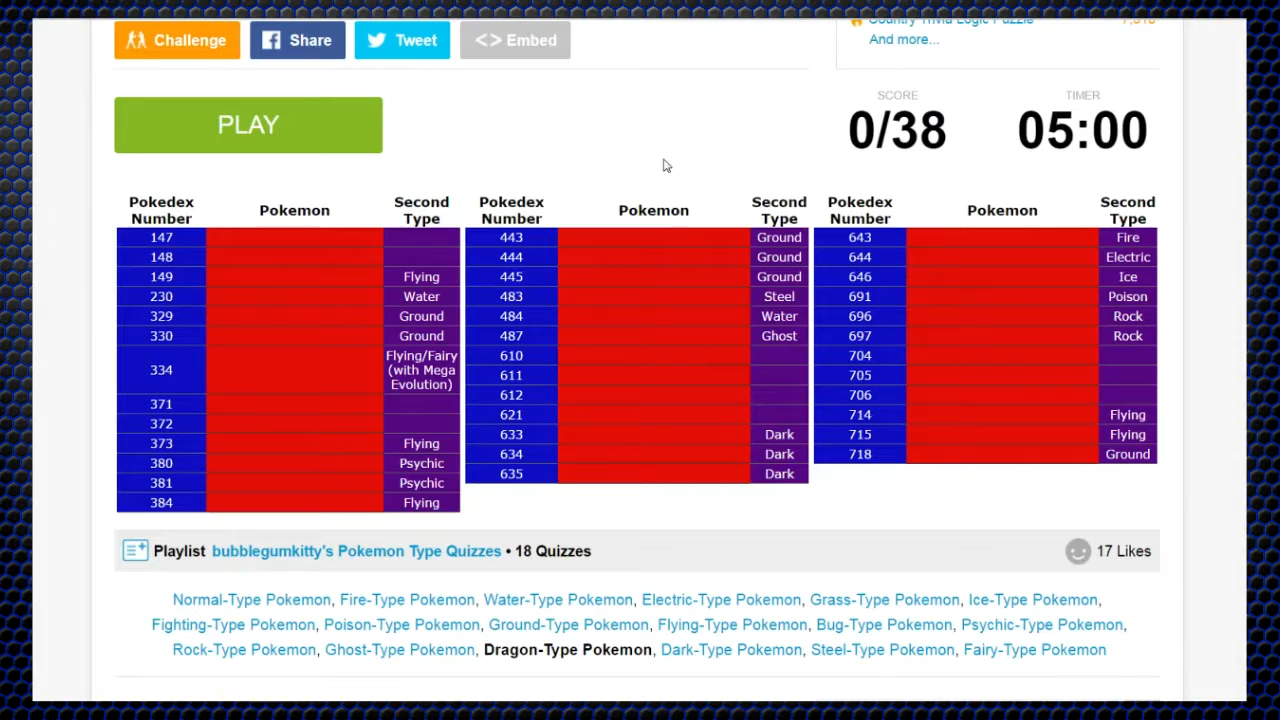 Country Trivia Logic Puzzle
And more...
Challenge Share Tweet <> Embed
SCORE TIMER
PLAY 0/38 05:00
Pokedex Number Pokemon Second Type
147
148
149 Flying
230 Water
329 Ground
330 Ground
334 Flying/Fairy (with Mega Evolution)
371
372
373 Flying
380 Psychic
381 Psychic
384 Flying
Pokedex Number Pokemon Second Type
443 Ground
444 Ground
445 Ground
483 Steel
484 Water
487 Ghost
610
611
612
621
633 Dark
634 Dark
635 Dark
Pokedex Number Pokemon Second Type
643 Fire
644 Electric
646 Ice
691 Poison
696 Rock
697 Rock
704
705
706
714 Flying
715 Flying
718 Ground
Playlist bubblegumkitty's Pokemon Type Quizzes • 18 Quizzes 17 Likes
Normal-Type Pokemon, Fire-Type Pokemon, Water-Type Pokemon, Electric-Type Pokemon, Grass-Type Pokemon, Ice-Type Pokemon,
Fighting-Type Pokemon, Poison-Type Pokemon, Ground-Type Pokemon, Flying-Type Pokemon, Bug-Type Pokemon, Psychic-Type Pokemon,
Rock-Type Pokemon, Ghost-Type Pokemon, Dragon-Type Pokemon, Dark-Type Pokemon, Steel-Type Pokemon, Fairy-Type Pokemon